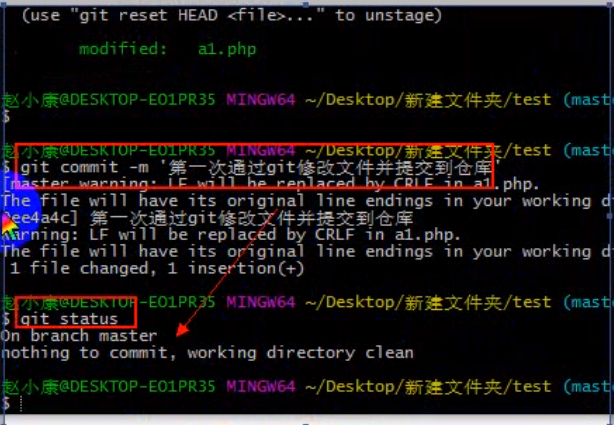 (use "git reset HEAD <file>..." to unstage)
modified: a1.php
赵小康@DESKTOP-EO1PR35 MINGW64 ~/Desktop/新建文件夹/test (mast
$
赵小康@DESKTOP-EO1PR35 MINGW64 ~/Desktop/新建文件夹/test (mast
$ git commit -m '第一次通过git修改文件并提交到仓库'
[master warning: LF will be replaced by CRLF in a1.php.
The file will have its original line endings in your working d
ee4a4c] 第一次通过git修改文件并提交到仓库
warning: LF will be replaced by CRLF in a1.php.
The file will have its original line endings in your working d
1 file changed, 1 insertion(+)
赵小康@DESKTOP-EO1PR35 MINGW64 ~/Desktop/新建文件夹/test (mast
$ git status
On branch master
nothing to commit, working directory clean
赵小康@DESKTOP-EO1PR35 MINGW64 ~/Desktop/新建文件夹/test (mast
$